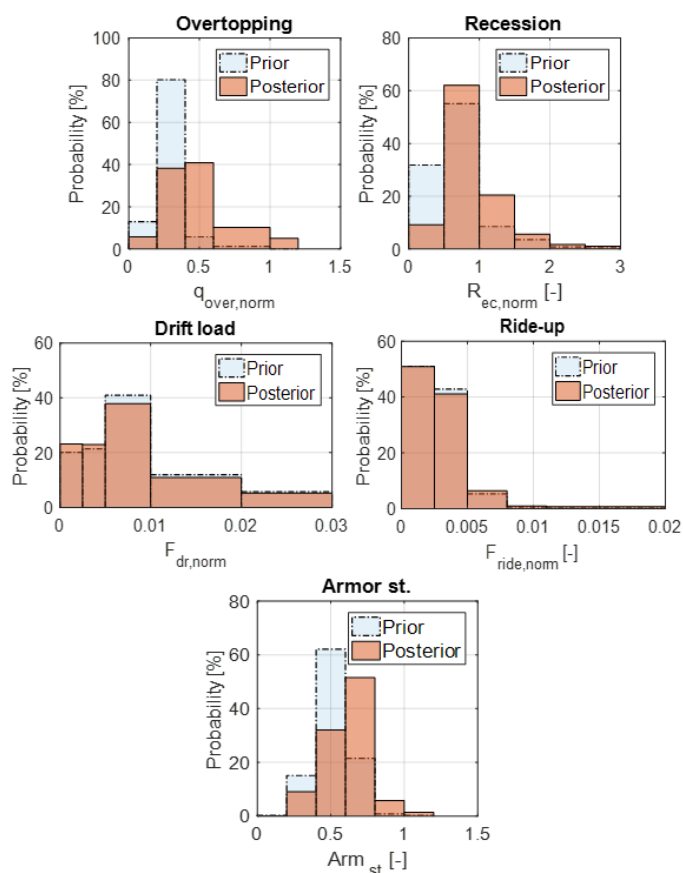 Overtopping
100
80
60
40
20
0
Probability [%]
Prior
Posterior
0 0.5 1 1.5
q over,norm
Recession
80
60
40
20
0
Probability [%]
Prior
Posterior
0 1 2 3
R ec,norm [-]
Drift load
60
40
20
0
Probability [%]
Prior
Posterior
0 0.01 0.02 0.03
F dr,norm
Ride-up
60
40
20
0
Probability [%]
Prior
Posterior
0 0.005 0.01 0.015 0.02
F ride,norm [-]
Armor st.
80
60
40
20
0
Probability [%]
Prior
Posterior
0 0.5 1 1.5
Arm st [-]